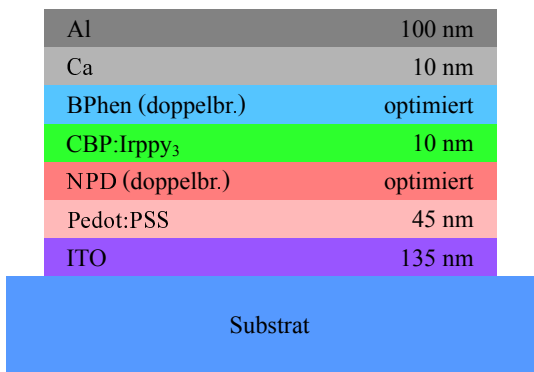 Al 100 nm
Ca 10 nm
BPhen (doppelbr.) optimiert
CBP:Irppy₃ 10 nm
NPD (doppelbr.) optimiert
Pedot:PSS 45 nm
ITO 135 nm
Substrat